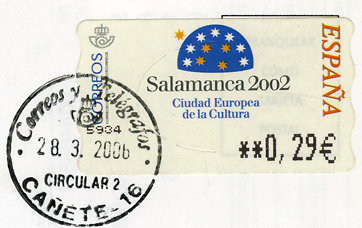 CORREOS
ESPAÑA
Salamanca 2002
Ciudad Europea
de la Cultura
5934
**0,29€
Correos y Telégrafos
28.3.2006
CIRCULAR 2
CAÑETE-16